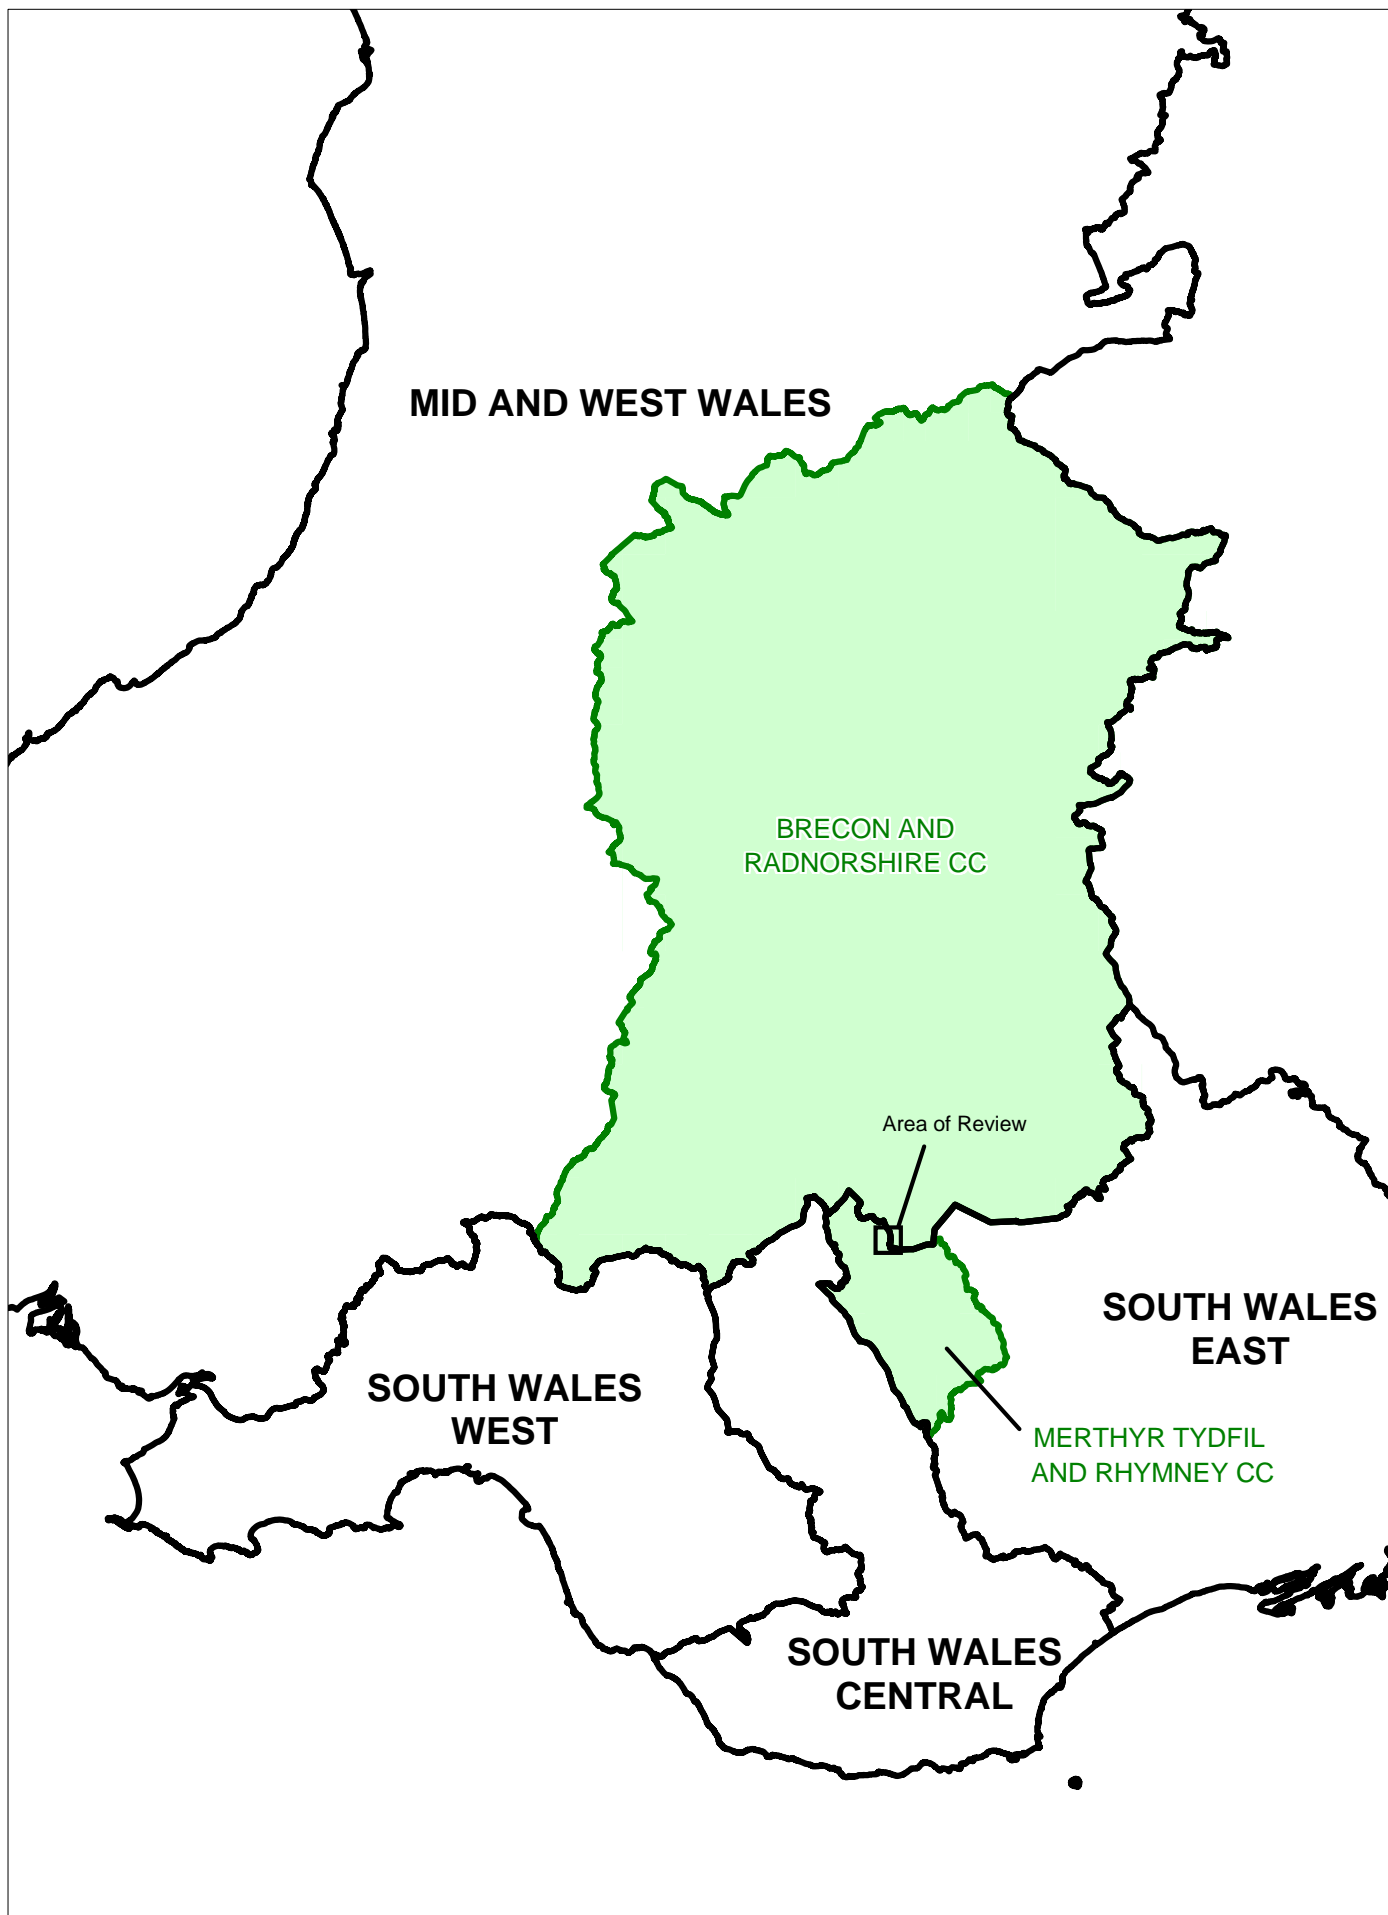 MID AND WEST WALES
BRECON AND
RADNORSHIRE CC
Area of Review
SOUTH WALES
EAST
SOUTH WALES
WEST
MERTHYR TYDFIL
AND RHYMNEY CC
SOUTH WALES
CENTRAL